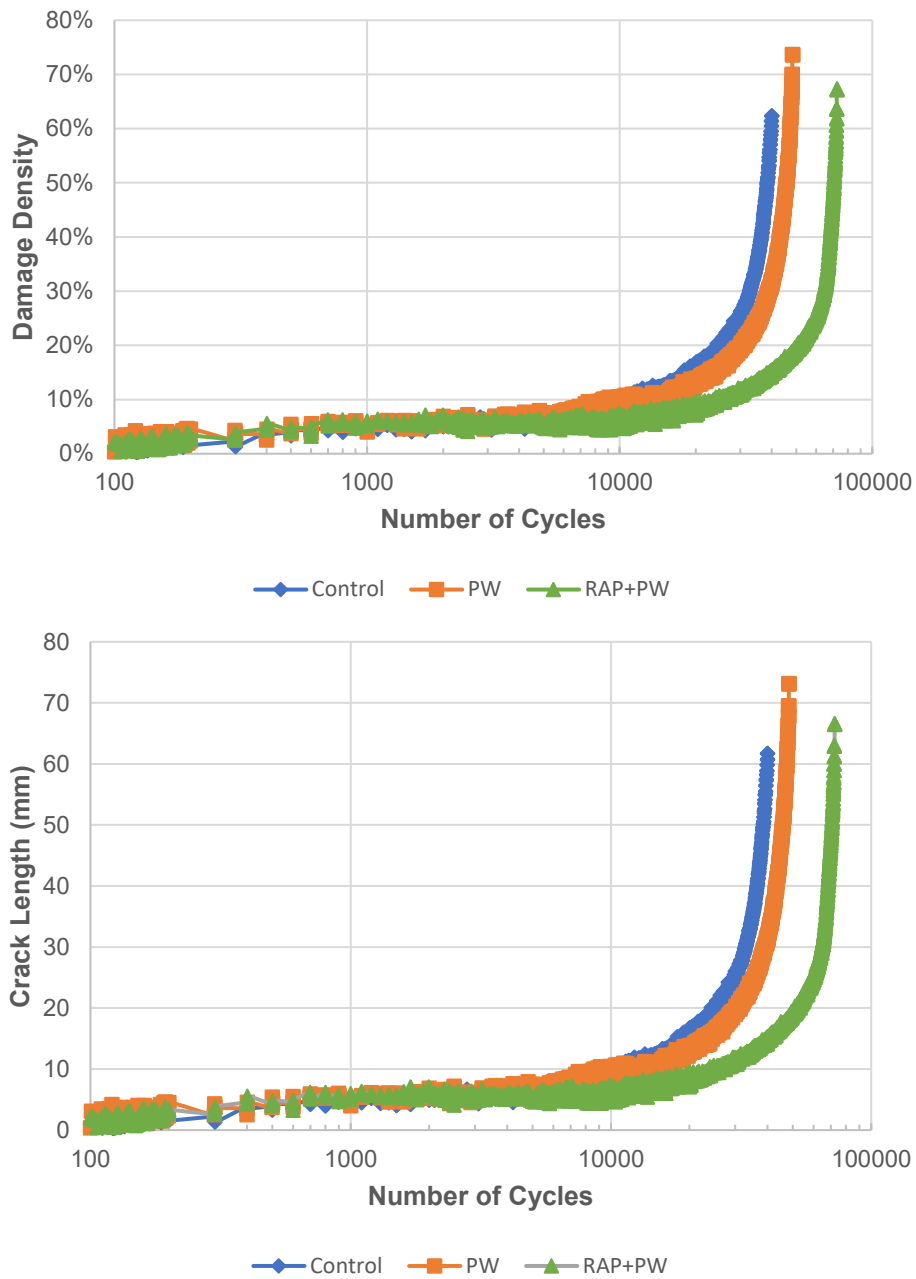 80%
70%
60%
50%
40%
30%
20%
10%
0%
Damage Density
100 1000 10000 100000
Number of Cycles
Control PW RAP+PW
80
70
60
50
40
30
20
10
0
Crack Length (mm)
100 1000 10000 100000
Number of Cycles
Control PW RAP+PW